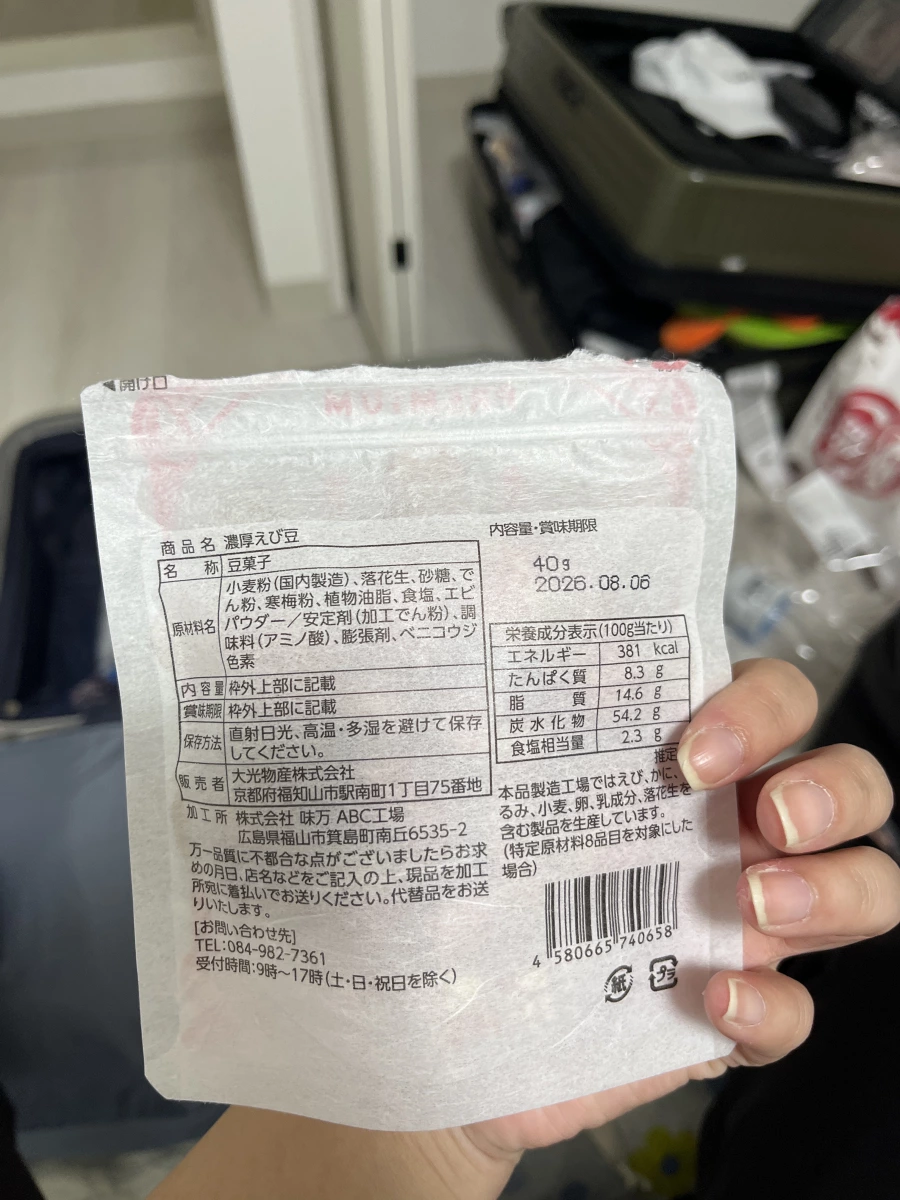 ◀開け口
MUSMARU
商品名 濃厚えび豆
名称 豆菓子
原材料名 小麦粉(国内製造)、落花生、砂糖、で
ん粉、寒梅粉、植物油脂、食塩、エビ
パウダー/安定剤(加工でん粉)、調
味料(アミノ酸)、膨張剤、ベニコウジ
色素
内容量 枠外上部に記載
賞味期限 枠外上部に記載
保存方法 直射日光、高温・多湿を避けて保存
してください。
販売者 大光物産株式会社
京都府福知山市駅南町1丁目75番地
加工所 株式会社 味万 ABC工場
広島県福山市箕島町南丘6535-2
万一品質に不都合な点がございましたらお求
めの月日、店名などをご記入の上、現品を加工
所宛に着払いでお送りください。代替品をお送
りいたします。
[お問い合わせ先]
TEL:084-982-7361
受付時間:9時~17時(土・日・祝日を除く)
内容量・賞味期限
40g
2026.08.06
栄養成分表示(100g当たり)
エネルギー 381 kcal
たんぱく質 8.3 g
脂質 14.6 g
炭水化物 54.2 g
食塩相当量 2.3 g
推定
本品製造工場ではえび、かに、
るみ、小麦、卵、乳成分、落花生を
含む製品を生産しています。
(特定原材料8品目を対象にした
場合)
4 580665 740658
紙
プラ